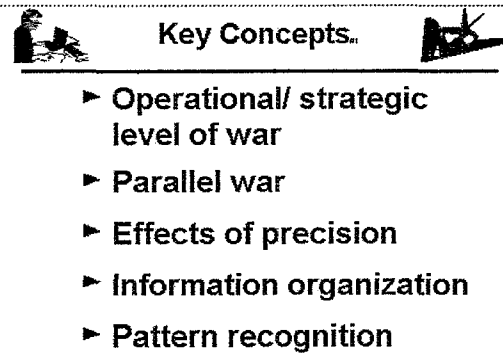 Key Concepts
► Operational/ strategic
level of war
► Parallel war
► Effects of precision
► Information organization
► Pattern recognition